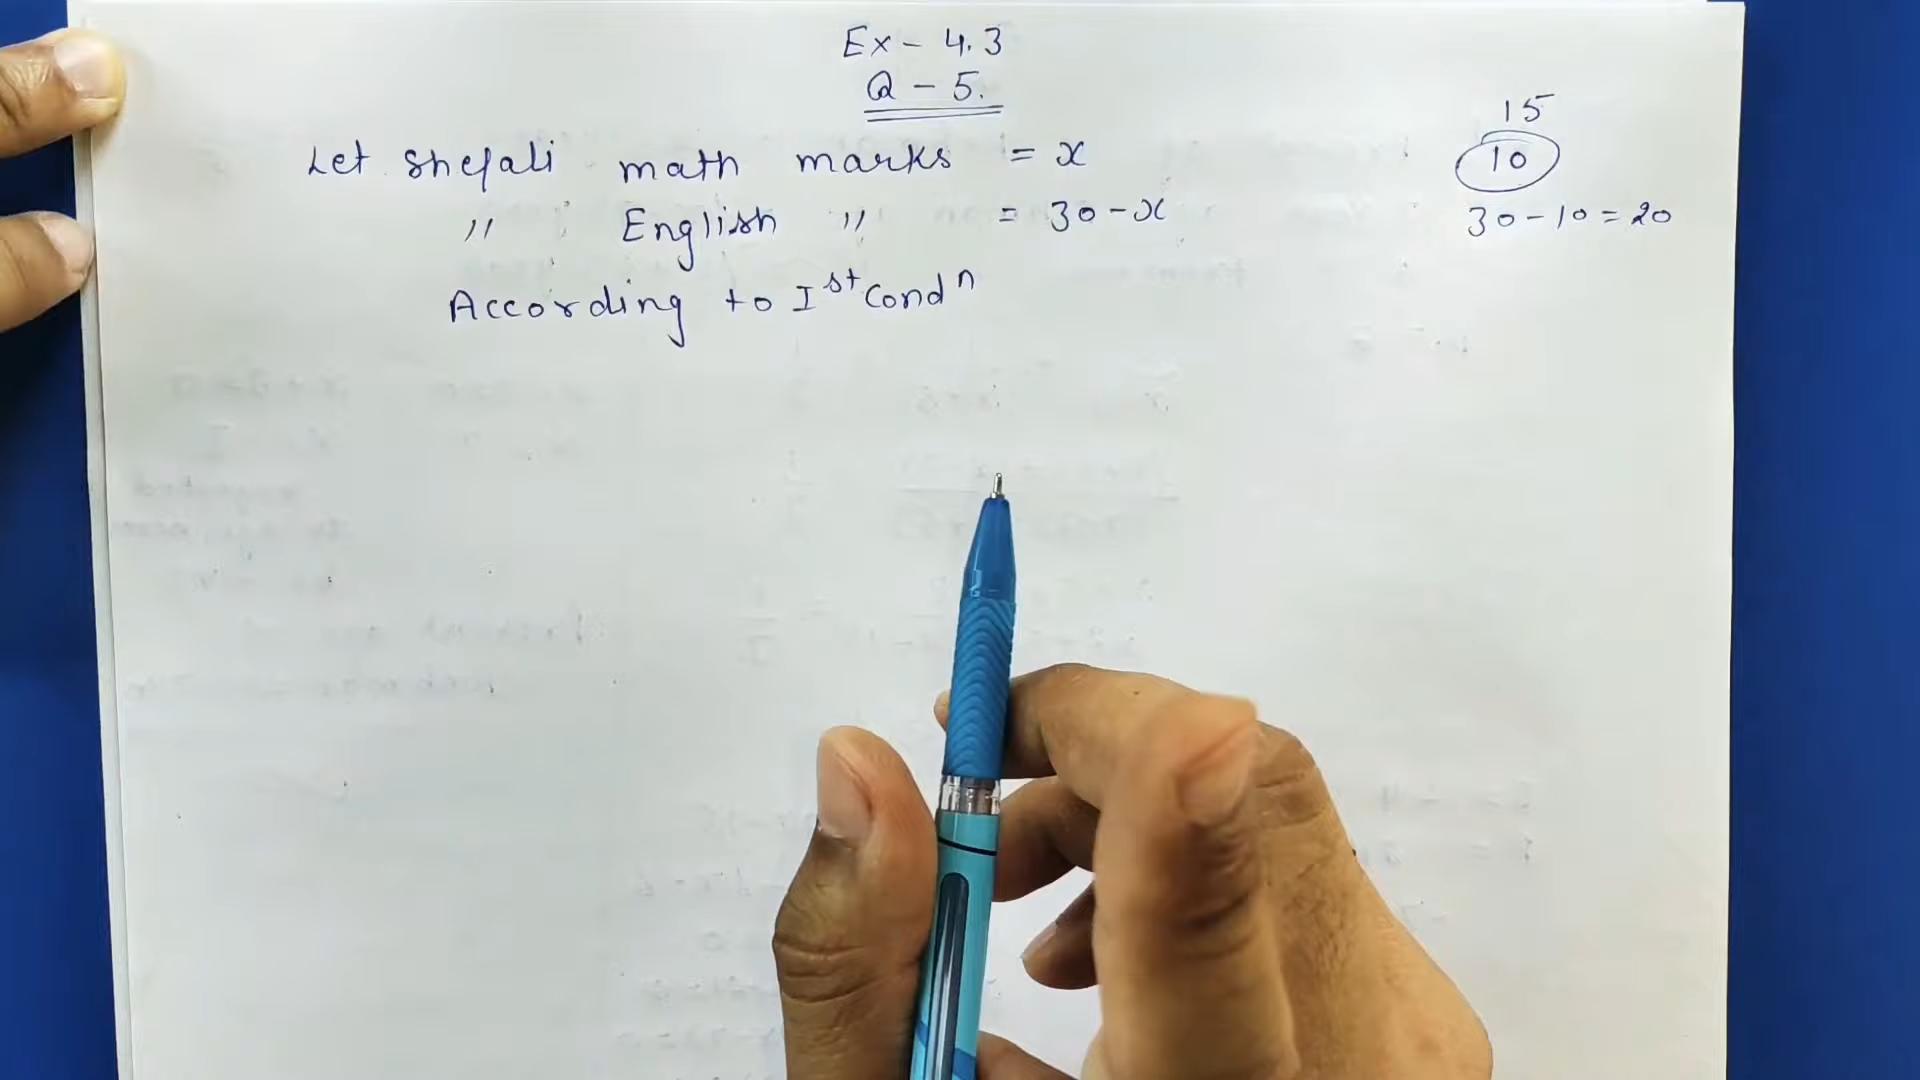 Ex - 4.3
Q - 5.
Let shefali math marks = x
" English " = 30-x
According to Ist Condn
15
10
30-10=20